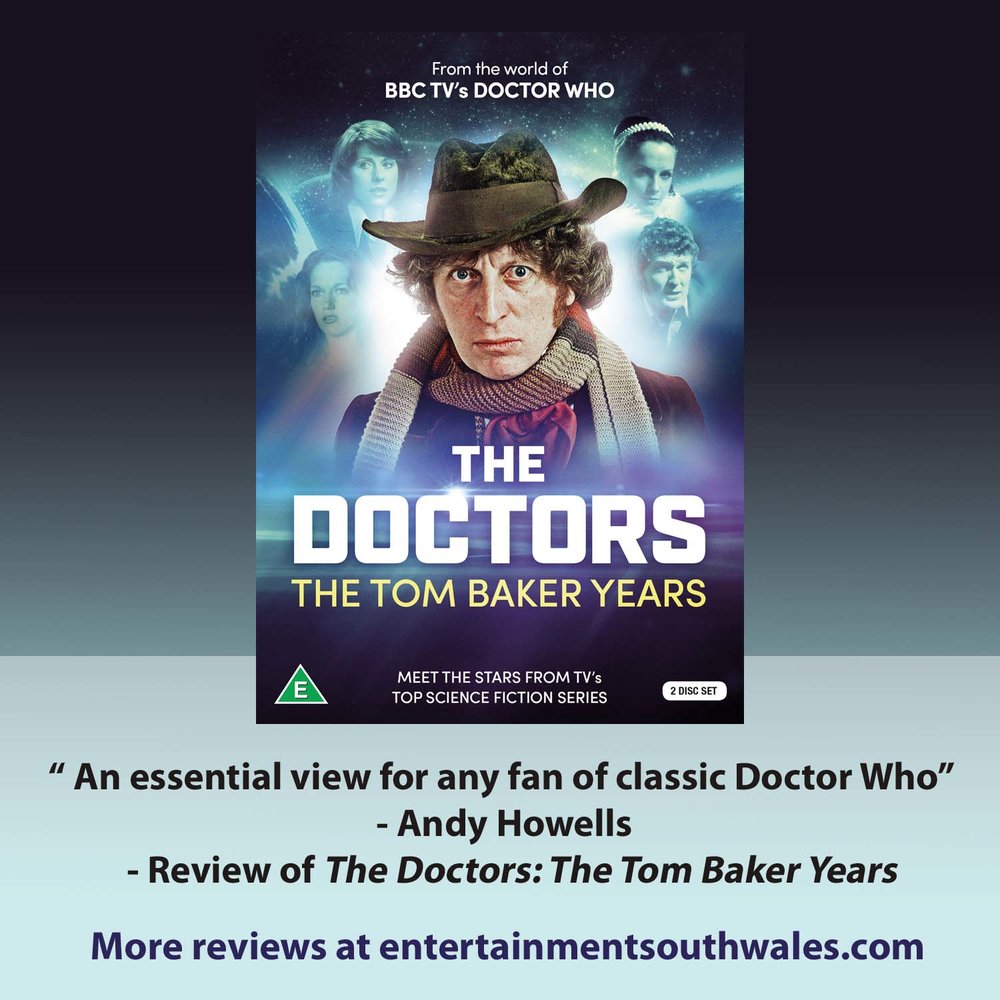 From the world of
BBC TV's DOCTOR WHO
THE
DOCTORS
THE TOM BAKER YEARS
E
MEET THE STARS FROM TV's
TOP SCIENCE FICTION SERIES
2 DISC SET
“ An essential view for any fan of classic Doctor Who”
- Andy Howells
- Review of The Doctors: The Tom Baker Years
More reviews at entertainmentsouthwales.com